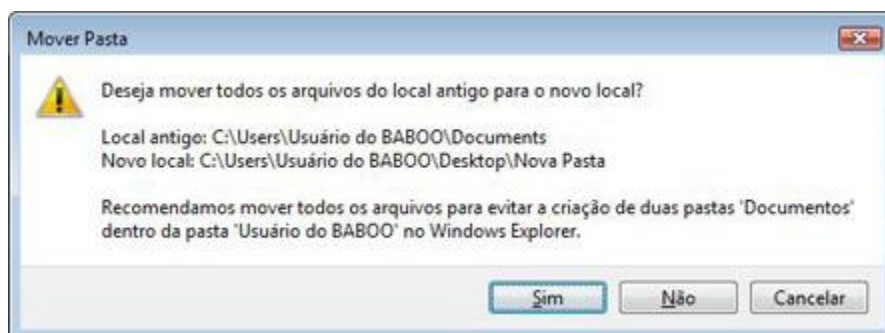 Mover Pasta
Deseja mover todos os arquivos do local antigo para o novo local?
Local antigo: C:\Users\Usuário do BABOO\Documents
Novo local: C:\Users\Usuário do BABOO\Desktop\Nova Pasta
Recomendamos mover todos os arquivos para evitar a criação de duas pastas 'Documentos'
dentro da pasta 'Usuário do BABOO' no Windows Explorer.
Sim Não Cancelar